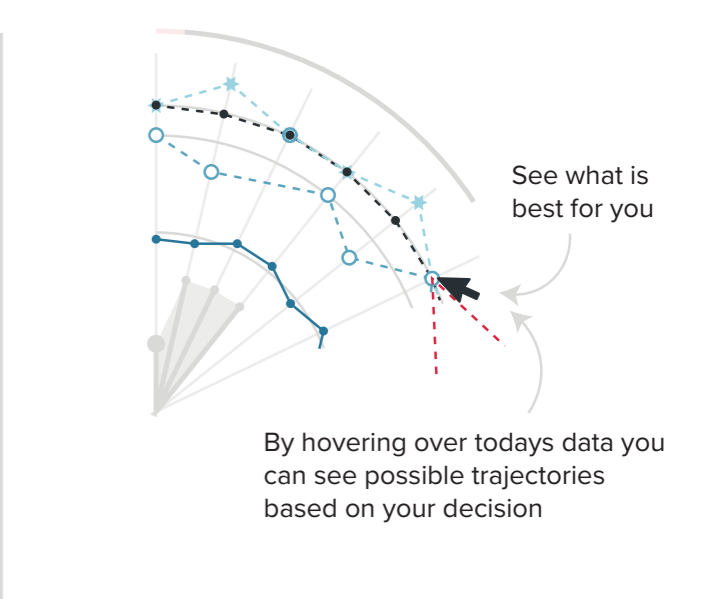 See what is
best for you
By hovering over todays data you
can see possible trajectories
based on your decision